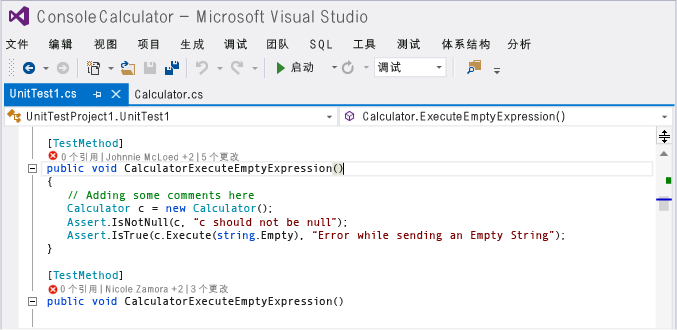 ConsoleCalculator – Microsoft Visual Studio
文件 编辑 视图 项目 生成 调试 团队 SQL 工具 测试 体系结构 分析
启动 调试
UnitTest1.cs Calculator.cs
UnitTestProject1.UnitTest1 Calculator.ExecuteEmptyExpression()
[TestMethod]
0 个引用 | Johnnie McLoed +2 | 5 个更改
public void CalculatorExecuteEmptyExpression()
{
// Adding some comments here
Calculator c = new Calculator();
Assert.IsNotNull(c, “c should not be null”);
Assert.IsTrue(c.Execute(string.Empty), “Error while sending an Empty String”);
}
[TestMethod]
0 个引用 | Nicole Zamora +2 | 3 个更改
public void CalculatorExecuteEmptyExpression()